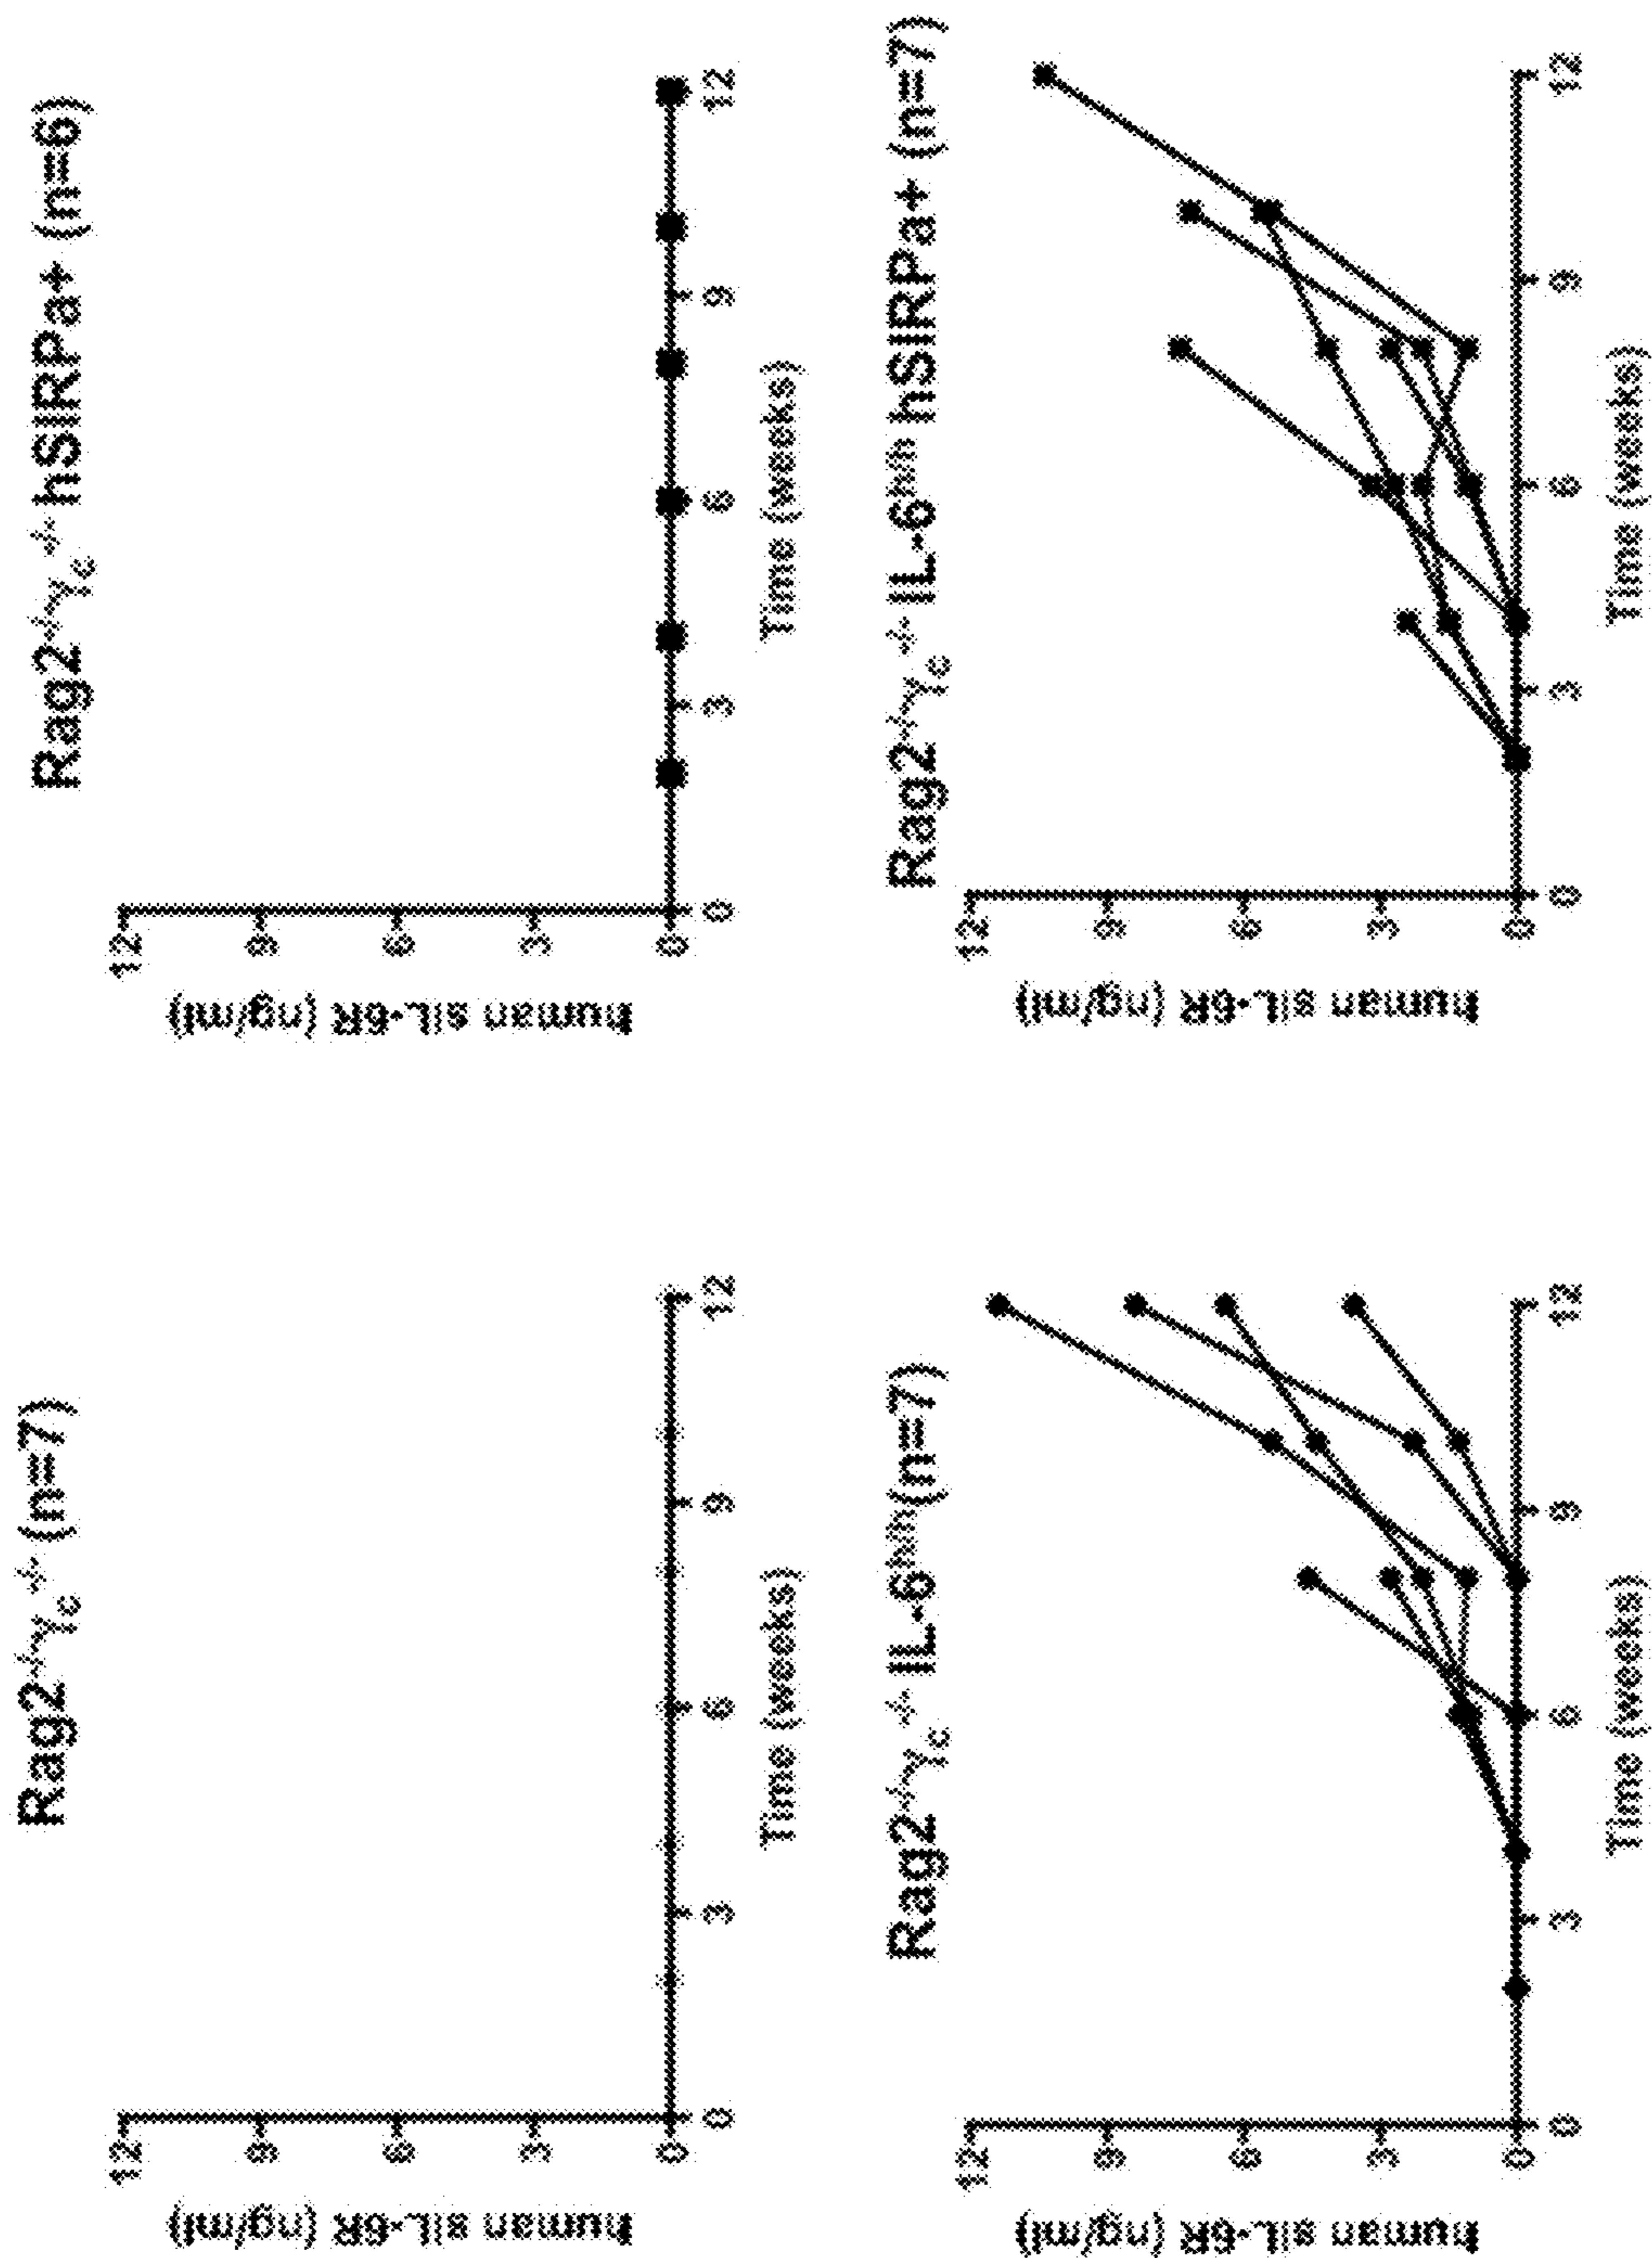 Rag2-/-γc-/- (n=7)
human sIL-6R (ng/ml)
12
9
6
3
0
0 3 6 9 12
Time (weeks)
Rag2-/-γc-/- hSIRPa+ (n=6)
human sIL-6R (ng/ml)
12
9
6
3
0
0 3 6 9 12
Time (weeks)
Rag2-/-γc-/- IL-6h/h(n=7)
human sIL-6R (ng/ml)
12
9
6
3
0
0 3 6 9 12
Time (weeks)
Rag2-/-γc-/- IL-6h/h hSIRPa+ (n=7)
human sIL-6R (ng/ml)
12
9
6
3
0
0 3 6 9 12
Time (weeks)